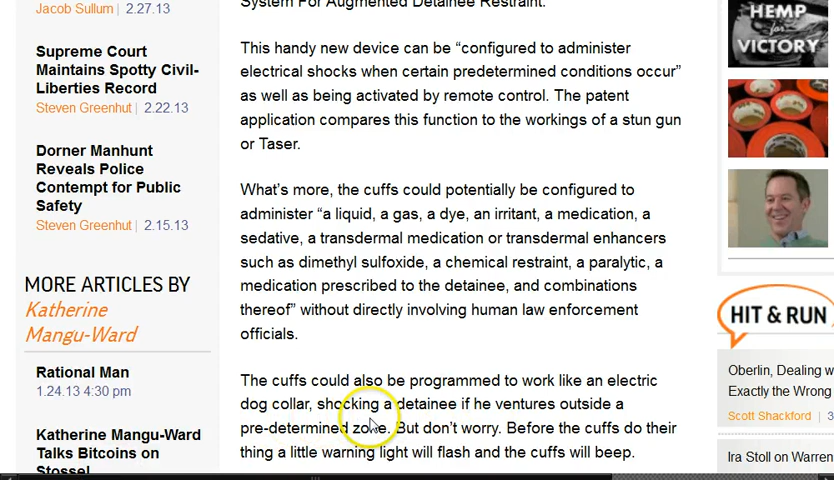 Jacob Sullum | 2.27.13
Supreme Court
Maintains Spotty Civil-
Liberties Record
Steven Greenhut | 2.22.13
Dorner Manhunt
Reveals Police
Contempt for Public
Safety
Steven Greenhut | 2.15.13
MORE ARTICLES BY
Katherine
Mangu-Ward
Rational Man
1.24.13 4:30 pm
Katherine Mangu-Ward
Talks Bitcoins on
Stossel
System For Augmented Detainee Restraint.
This handy new device can be “configured to administer
electrical shocks when certain predetermined conditions occur”
as well as being activated by remote control. The patent
application compares this function to the workings of a stun gun
or Taser.
What’s more, the cuffs could potentially be configured to
administer “a liquid, a gas, a dye, an irritant, a medication, a
sedative, a transdermal medication or transdermal enhancers
such as dimethyl sulfoxide, a chemical restraint, a paralytic, a
medication prescribed to the detainee, and combinations
thereof” without directly involving human law enforcement
officials.
The cuffs could also be programmed to work like an electric
dog collar, shocking a detainee if he ventures outside a
pre-determined zone. But don’t worry. Before the cuffs do their
thing a little warning light will flash and the cuffs will beep.
HEMP
for
VICTORY
HIT & RUN
Oberlin, Dealing w
Exactly the Wrong
Scott Shackford | 3
Ira Stoll on Warren